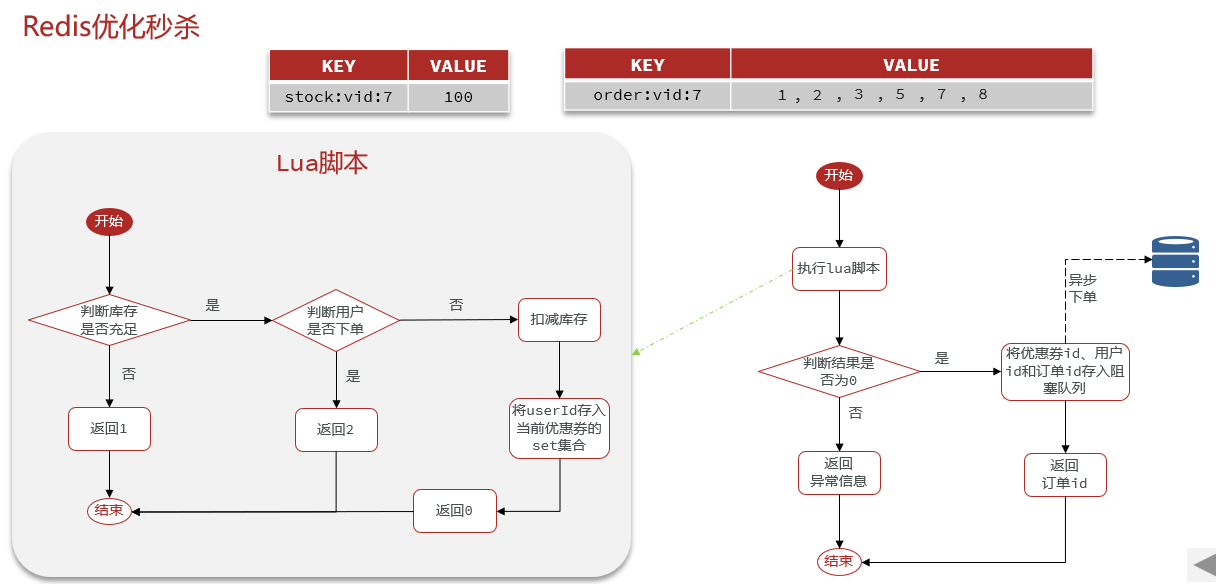 Redis优化秒杀
KEY VALUE
stock:vid:7 100
KEY VALUE
order:vid:7 1 , 2 , 3 , 5 , 7 , 8
Lua脚本
开始
判断库存
是否充足
是
判断用户
是否下单
否
扣减库存
否
是
返回1
返回2
将userId存入
当前优惠券的
set集合
结束
返回0
开始
执行lua脚本
异步
下单
判断结果是
否为0
是
将优惠券id、用户
id和订单id存入阻
塞队列
否
返回
异常信息
返回
订单id
结束